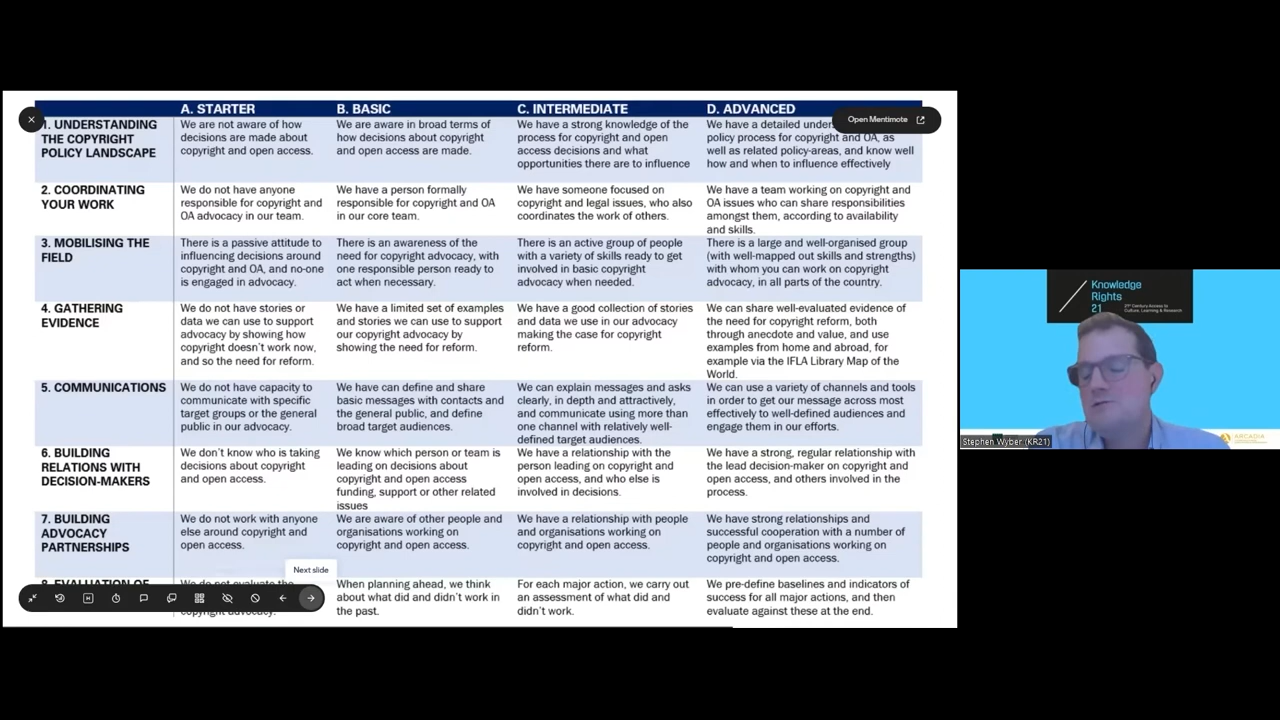 A. STARTER B. BASIC C. INTERMEDIATE D. ADVANCED
1. UNDERSTANDING
THE COPYRIGHT
POLICY LANDSCAPE
We are not aware of how
decisions are made about
copyright and open access.
We are aware in broad terms of
how decisions about copyright
and open access are made.
We have a strong knowledge of the
process for copyright and open
access decisions and what
opportunities there are to influence
We have a detailed
policy process for copyright and OA, as
well as related policy-areas, and know well
how and when to influence effectively
Open Mentimote
2. COORDINATING
YOUR WORK
We do not have anyone
responsible for copyright and
OA advocacy in our team.
We have a person formally
responsible for copyright and OA
in our core team.
We have someone focused on
copyright and legal issues, who also
coordinates the work of others.
We have a team working on copyright and
OA issues who can share responsibilities
amongst them, according to availability
and skills.
3. MOBILISING THE
FIELD
There is a passive attitude to
influencing decisions around
copyright and OA, and no-one
is engaged in advocacy.
There is an awareness of the
need for copyright advocacy, with
one responsible person ready to
act when necessary.
There is an active group of people
with a variety of skills ready to get
involved in basic copyright
advocacy when needed.
There is a large and well-organised group
(with well-mapped out skills and strengths)
with whom you can work on copyright
advocacy, in all parts of the country.
4. GATHERING
EVIDENCE
We do not have stories or
data we can use to support
advocacy by showing how
copyright doesn't work now,
and so the need for reform.
We have a limited set of examples
and stories we can use to support
our copyright advocacy by
showing the need for reform.
We have a good collection of stories
and data we use in our advocacy
making the case for copyright
reform.
We can share well-evaluated evidence of
the need for copyright reform, both
through anecdote and value, and use
examples from home and abroad, for
example via the IFLA Library Map of the
World.
5. COMMUNICATIONS
We do not have capacity to
communicate with specific
target groups or the general
public in our advocacy.
We have can define and share
basic messages with contacts and
the general public, and define
broad target audiences.
We can explain messages and asks
clearly, in depth and attractively,
and communicate using more than
one channel with relatively well-
defined target audiences.
We can use a variety of channels and tools
in order to get our message across most
effectively to well-defined audiences and
engage them in our efforts.
6. BUILDING
RELATIONS WITH
DECISION-MAKERS
We don't know who is taking
decisions about copyright
and open access.
We know which person or team is
leading on decisions about
copyright and open access
funding, support or other related
issues
We have a relationship with the
person leading on copyright and
open access, and who else is
involved in decisions.
We have a strong, regular relationship with
the lead decision-maker on copyright and
open access, and others involved in the
process.
7. BUILDING
ADVOCACY
PARTNERSHIPS
We do not work with anyone
else around copyright and
open access.
We are aware of other people and
organisations working on
copyright and open access.
We have a relationship with people
and organisations working on
copyright and open access.
We have strong relationships and
successful cooperation with a number of
people and organisations working on
copyright and open access.
Next slide
8. EVALUATION OF
We do not evaluate the
copyright advocacy.
When planning ahead, we think
about what did and didn't work in
the past.
For each major action, we carry out
an assessment of what did and
didn't work.
We pre-define baselines and indicators of
success for all major actions, and then
evaluate against these at the end.
Knowledge
Rights
21
21st Century Access to
Culture, Learning & Research
Stephen Wyber (KR21)
ARCADIA